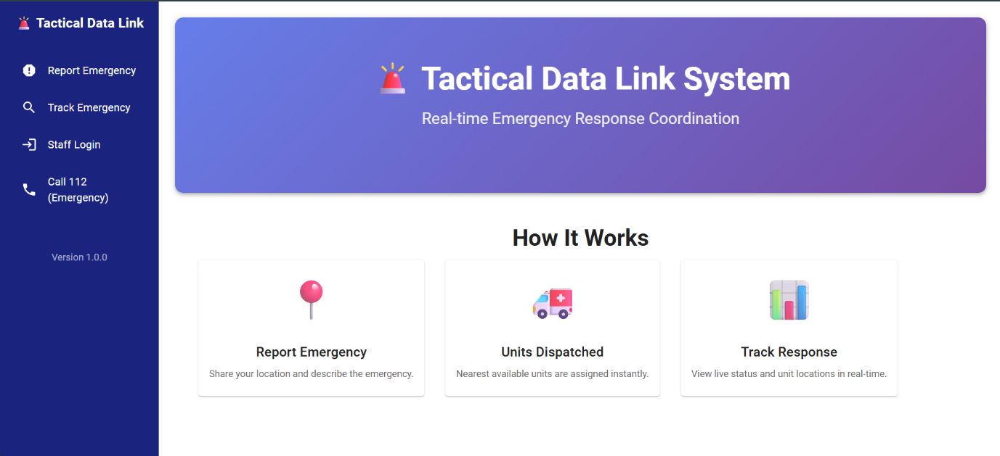 Tactical Data Link
Report Emergency
Track Emergency
Staff Login
Call 112
(Emergency)
Version 1.0.0
Tactical Data Link System
Real-time Emergency Response Coordination
How It Works
Report Emergency
Share your location and describe the emergency.
Units Dispatched
Nearest available units are assigned instantly.
Track Response
View live status and unit locations in real-time.